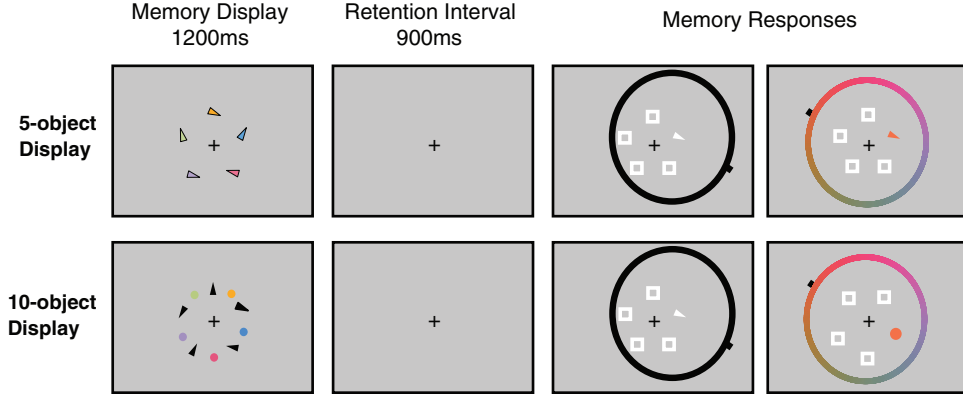 Memory Display
1200ms
Retention Interval
900ms
Memory Responses
5-object
Display
10-object
Display